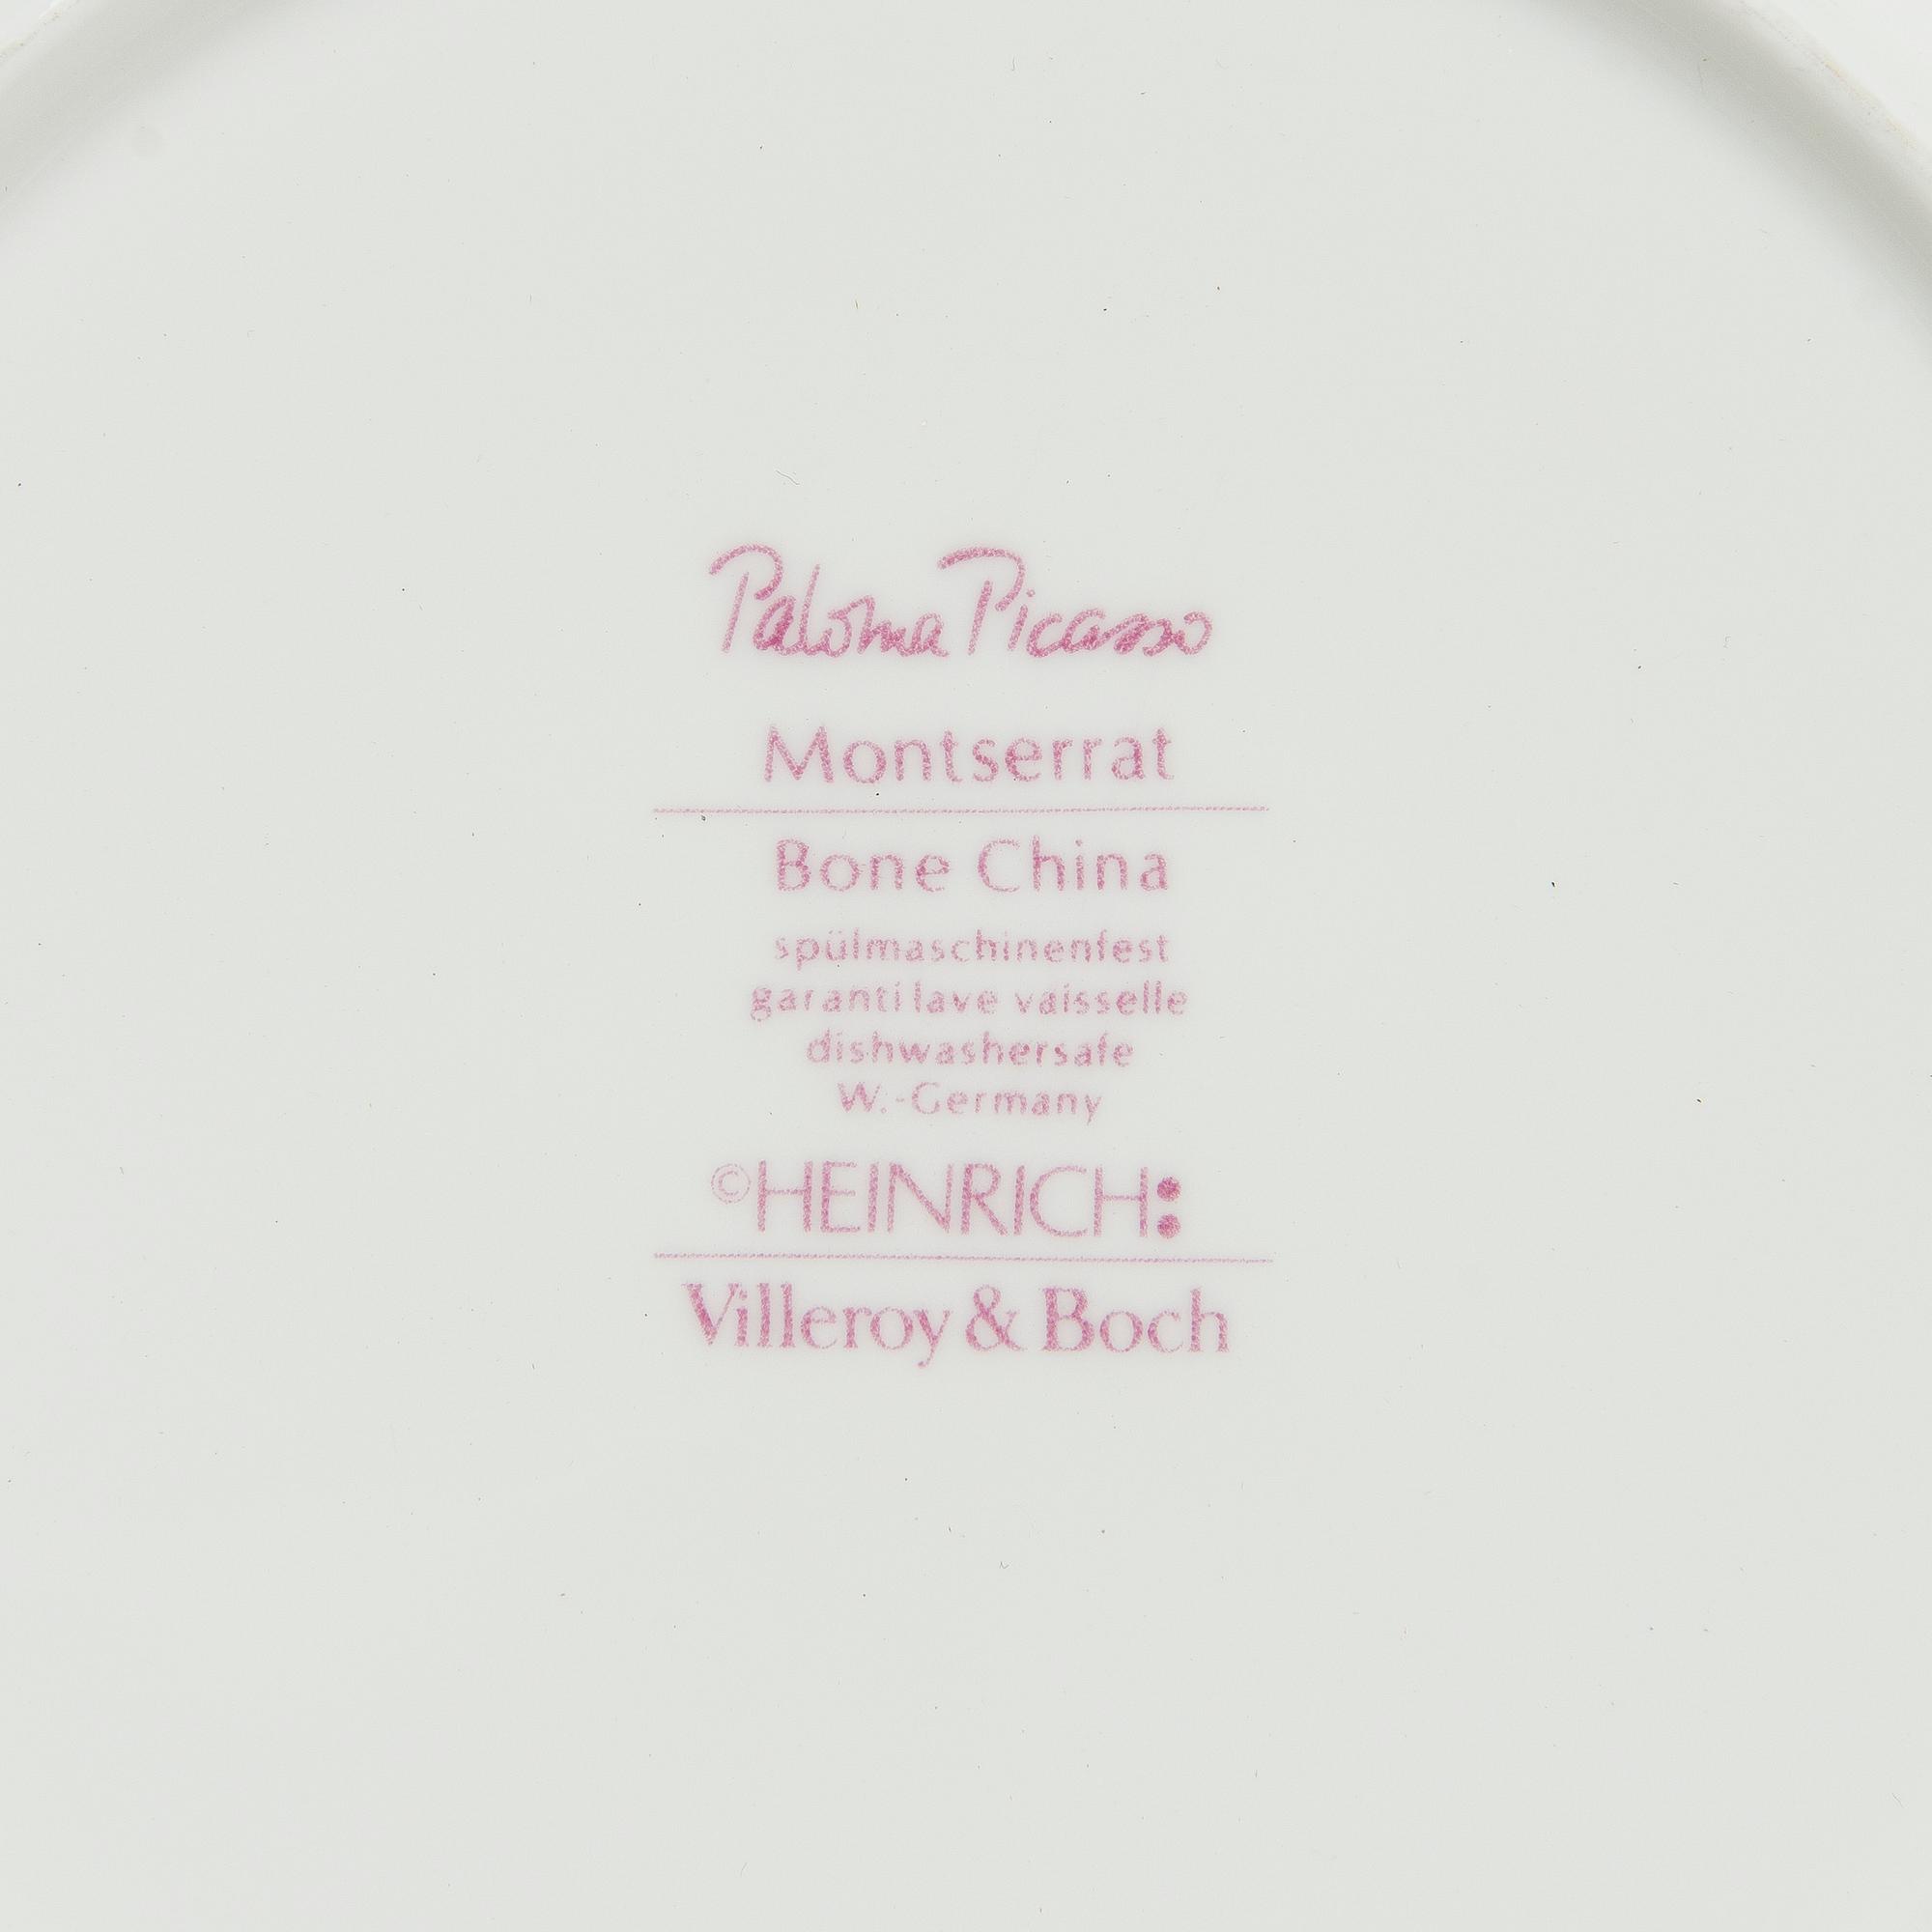 Paloma Picasso
Montserrat
Bone China
spülmaschinenfest
garanti lave vaisselle
dishwashersafe
W.-Germany
©HEINRICH:
Villeroy & Boch